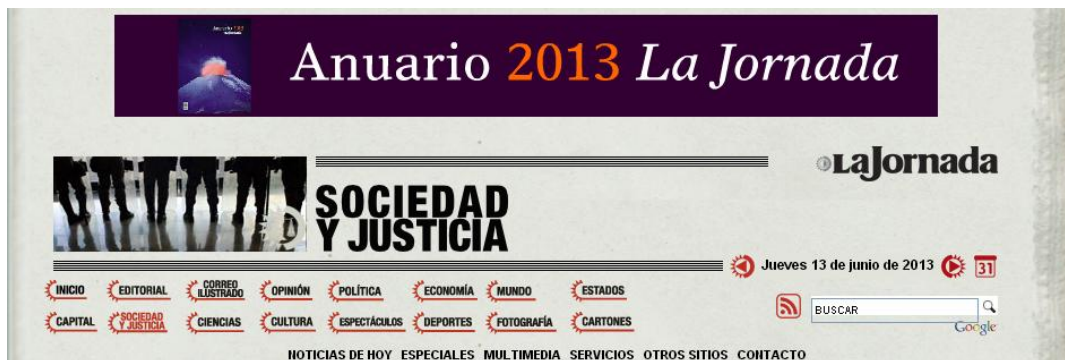 Anuario 2013 La Jornada
La Jornada
SOCIEDAD
Y JUSTICIA
Jueves 13 de junio de 2013
31
INICIO EDITORIAL CORREO ILUSTRADO OPINIÓN POLÍTICA ECONOMÍA MUNDO ESTADOS
CAPITAL SOCIEDAD Y JUSTICIA CIENCIAS CULTURA ESPECTÁCULOS DEPORTES FOTOGRAFÍA CARTONES
BUSCAR
Google
NOTICIAS DE HOY ESPECIALES MULTIMEDIA SERVICIOS OTROS SITIOS CONTACTO